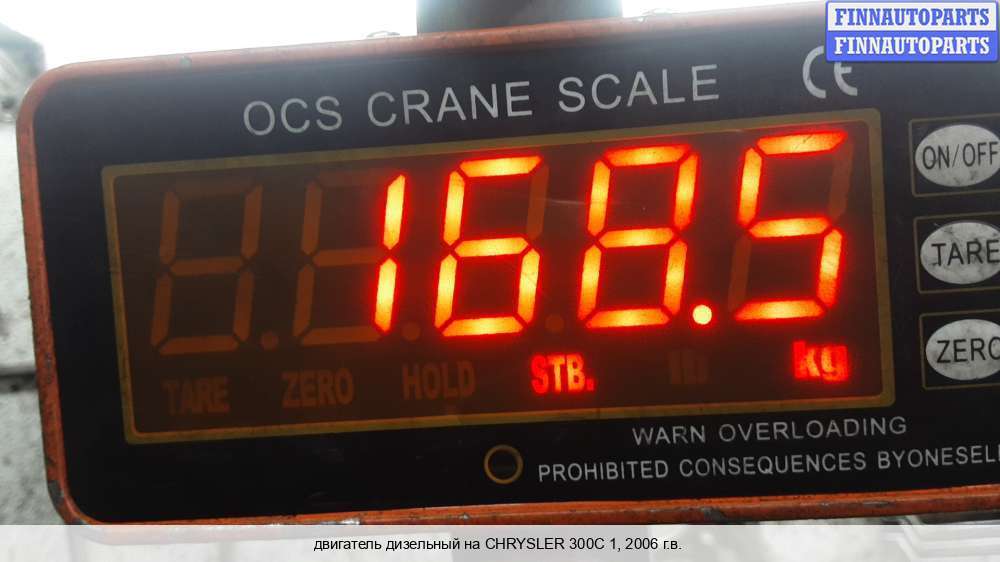 FINNAUTOPARTS
FINNAUTOPARTS
OCS CRANE SCALE CE
ON/OFF
168.5
TARE
ZERO
TARE ZERO HOLD STB. lb kg
WARN OVERLOADING
PROHIBITED CONSEQUENCES BYONESELF
двигатель дизельный на CHRYSLER 300C 1, 2006 г.в.